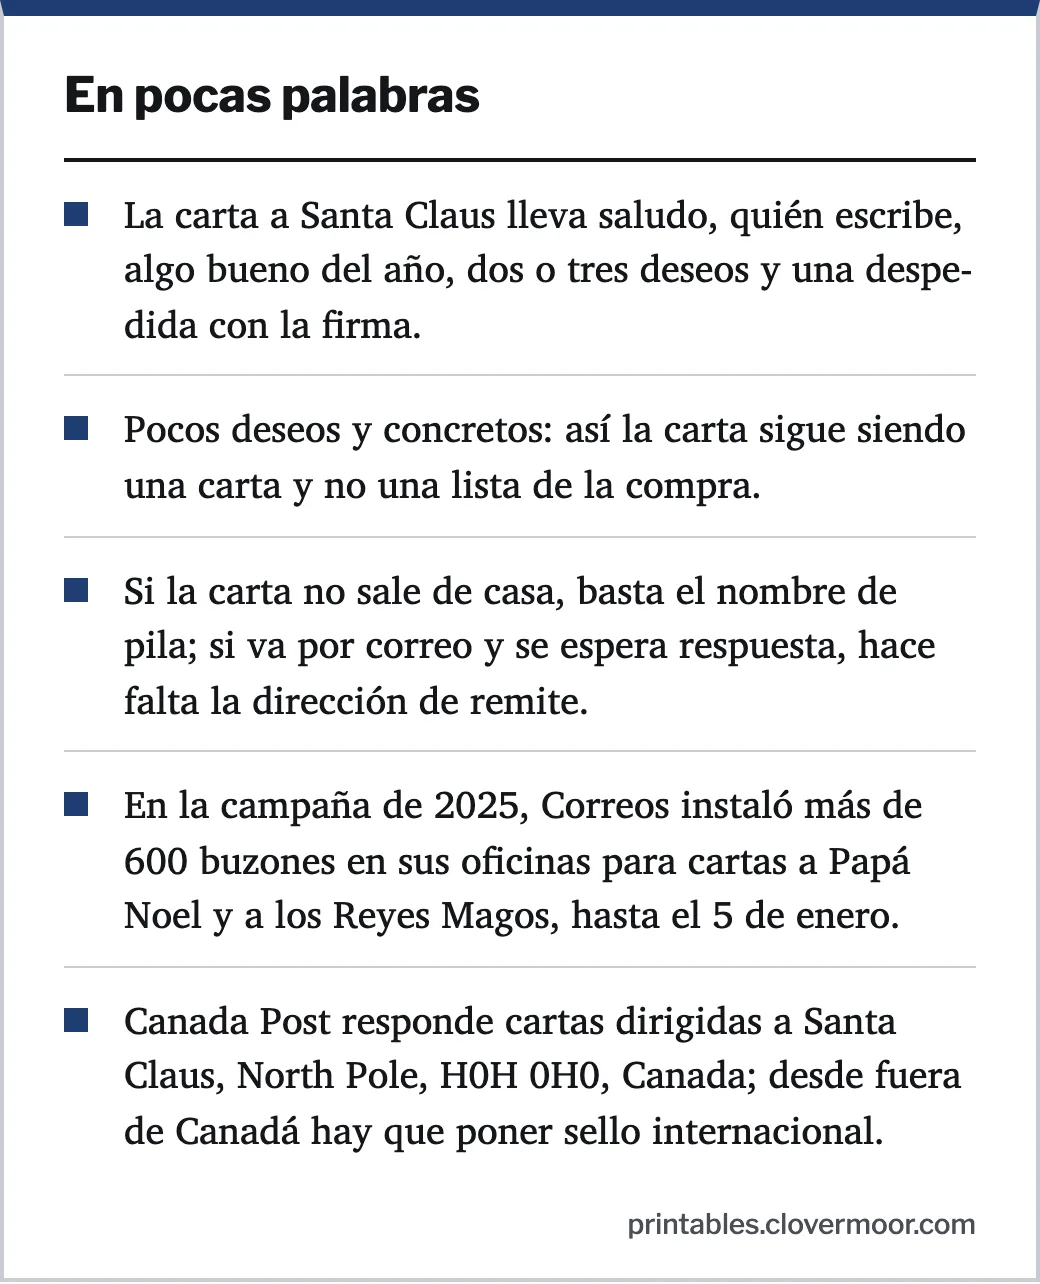 En pocas palabras
La carta a Santa Claus lleva saludo, quién escribe,
algo bueno del año, dos o tres deseos y una despe-
dida con la firma.
Pocos deseos y concretos: así la carta sigue siendo
una carta y no una lista de la compra.
Si la carta no sale de casa, basta el nombre de
pila; si va por correo y se espera respuesta, hace
falta la dirección de remite.
En la campaña de 2025, Correos instaló más de
600 buzones en sus oficinas para cartas a Papá
Noel y a los Reyes Magos, hasta el 5 de enero.
Canada Post responde cartas dirigidas a Santa
Claus, North Pole, H0H 0H0, Canada; desde fuera
de Canadá hay que poner sello internacional.
printables.clovermoor.com